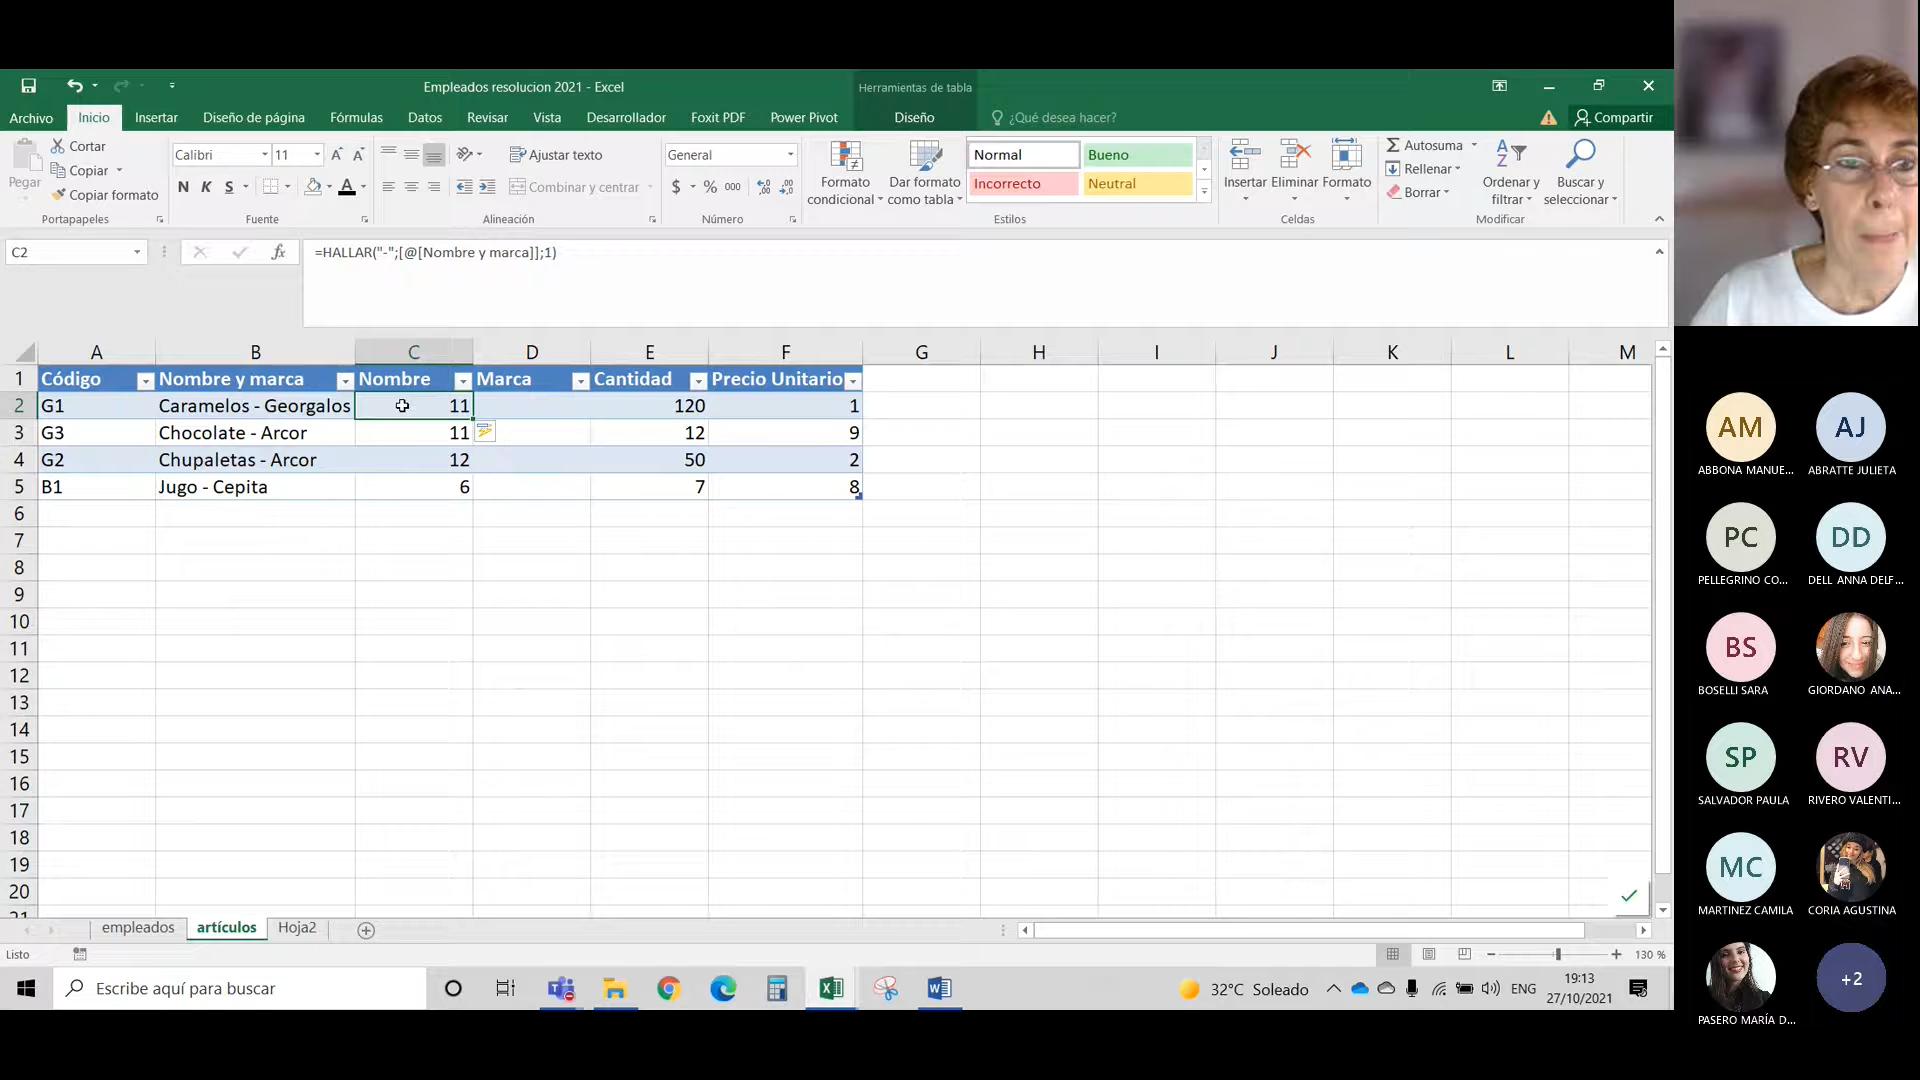 Empleados resolucion 2021 - Excel
Herramientas de tabla
Archivo Inicio Insertar Diseño de página Fórmulas Datos Revisar Vista Desarrollador Foxit PDF Power Pivot Diseño ¿Qué desea hacer? Compartir
Pegar
Cortar
Copiar
Copiar formato
Portapapeles
Calibri 11
N K S
Fuente
Ajustar texto
Combinar y centrar
Alineación
General
$ % 000
Número
Formato condicional
Dar formato como tabla
Normal Bueno
Incorrecto Neutral
Estilos
Insertar Eliminar Formato
Celdas
Autosuma
Rellenar
Borrar
Ordenar y filtrar
Buscar y seleccionar
Modificar
C2
fx
=HALLAR("-";[@[Nombre y marca]];1)
A B C D E F G H I J K L M
1 Código Nombre y marca Nombre Marca Cantidad Precio Unitario
2 G1 Caramelos - Georgalos 11 120 1
3 G3 Chocolate - Arcor 11 12 9
4 G2 Chupaletas - Arcor 12 50 2
5 B1 Jugo - Cepita 6 7 8
6
7
8
9
10
11
12
13
14
15
16
17
18
19
20
21
empleados artículos Hoja2
Listo
130 %
Escribe aquí para buscar
32°C Soleado
ENG
19:13
27/10/2021
AM AJ
ABBONA MANUE... ABRATTE JULIETA
PC DD
PELLEGRINO CO... DELL ANNA DELF...
BS
BOSELLI SARA GIORDANO ANA...
SP RV
SALVADOR PAULA RIVERO VALENTI...
MC
MARTINEZ CAMILA CORIA AGUSTINA
+2
PASERO MARÍA D...